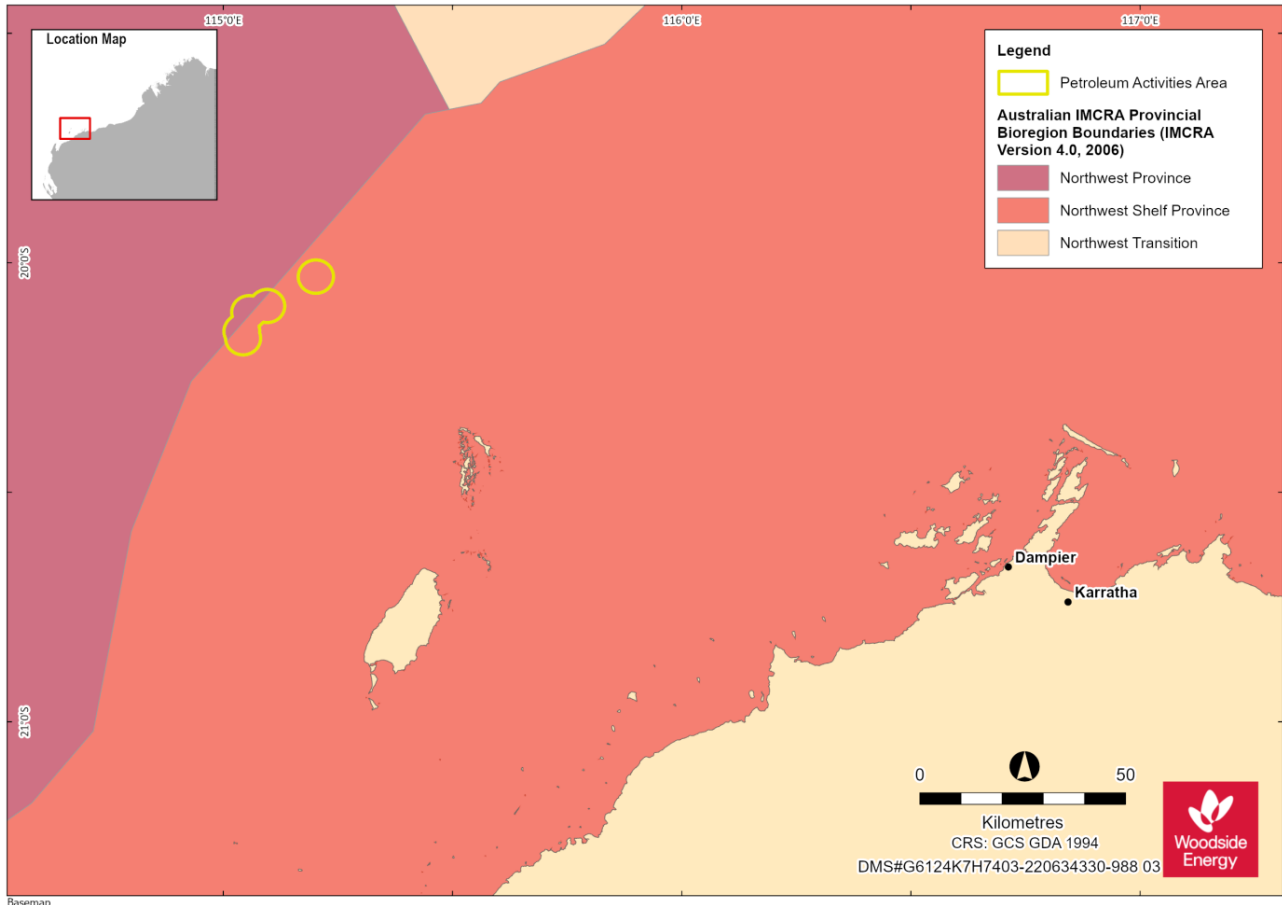 115°0'E
116°0'E
117°0'E
Location Map
Legend
Petroleum Activities Area
Australian IMCRA Provincial
Bioregion Boundaries (IMCRA
Version 4.0, 2006)
Northwest Province
Northwest Shelf Province
Northwest Transition
20°0'S
Dampier
Karratha
21°0'S
0
50
Kilometres
CRS: GCS GDA 1994
DMS#G6124K7H7403-220634330-988 03
Woodside
Energy
Basemap